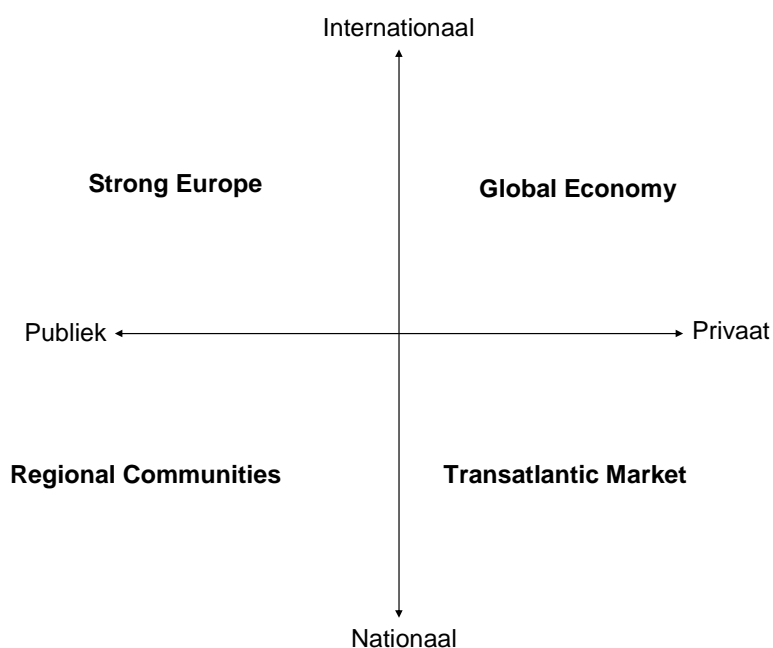 Internationaal
Strong Europe
Global Economy
Publiek
Privaat
Regional Communities
Transatlantic Market
Nationaal